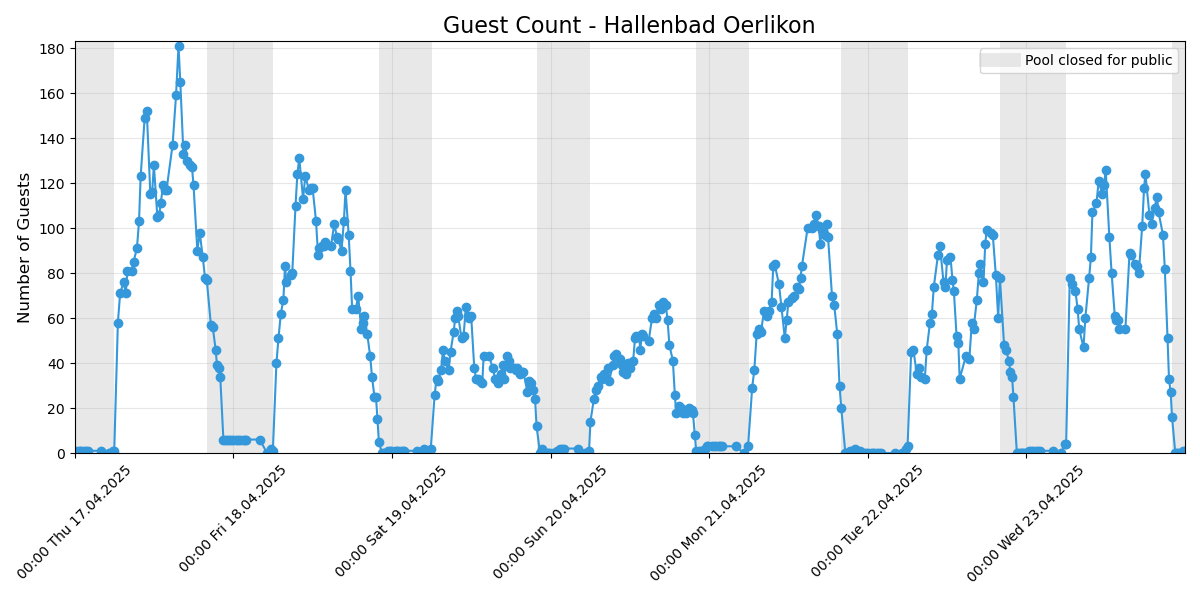 Guest Count - Hallenbad Oerlikon
Pool closed for public
Number of Guests
180
160
140
120
100
80
60
40
20
0
00:00 Thu 17.04.2025
00:00 Fri 18.04.2025
00:00 Sat 19.04.2025
00:00 Sun 20.04.2025
00:00 Mon 21.04.2025
00:00 Tue 22.04.2025
00:00 Wed 23.04.2025